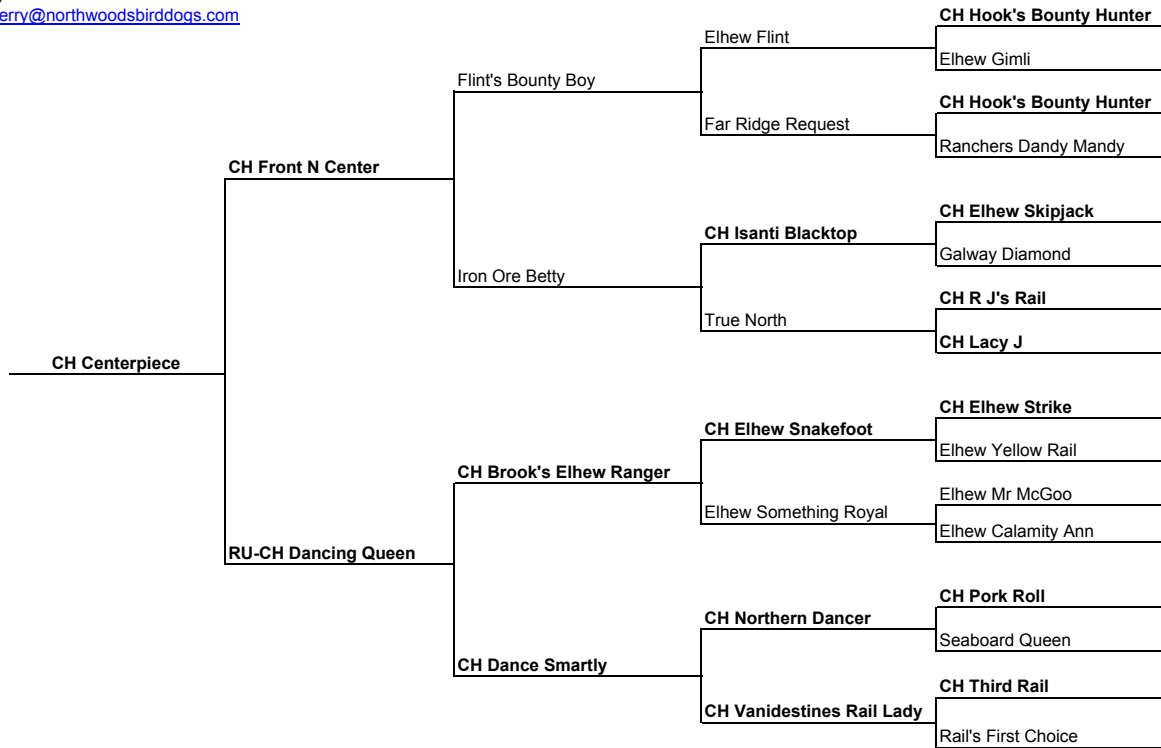 erry@northwoodsbirddogs.com
CH Hook's Bounty Hunter
Elhew Flint
Elhew Gimli
Flint's Bounty Boy
CH Hook's Bounty Hunter
Far Ridge Request
Ranchers Dandy Mandy
CH Front N Center
CH Elhew Skipjack
CH Isanti Blacktop
Galway Diamond
Iron Ore Betty
CH R J's Rail
True North
CH Lacy J
CH Centerpiece
CH Elhew Strike
CH Elhew Snakefoot
Elhew Yellow Rail
CH Brook's Elhew Ranger
Elhew Mr McGoo
Elhew Something Royal
Elhew Calamity Ann
RU-CH Dancing Queen
CH Pork Roll
CH Northern Dancer
Seaboard Queen
CH Dance Smartly
CH Third Rail
CH Vanidestines Rail Lady
Rail's First Choice